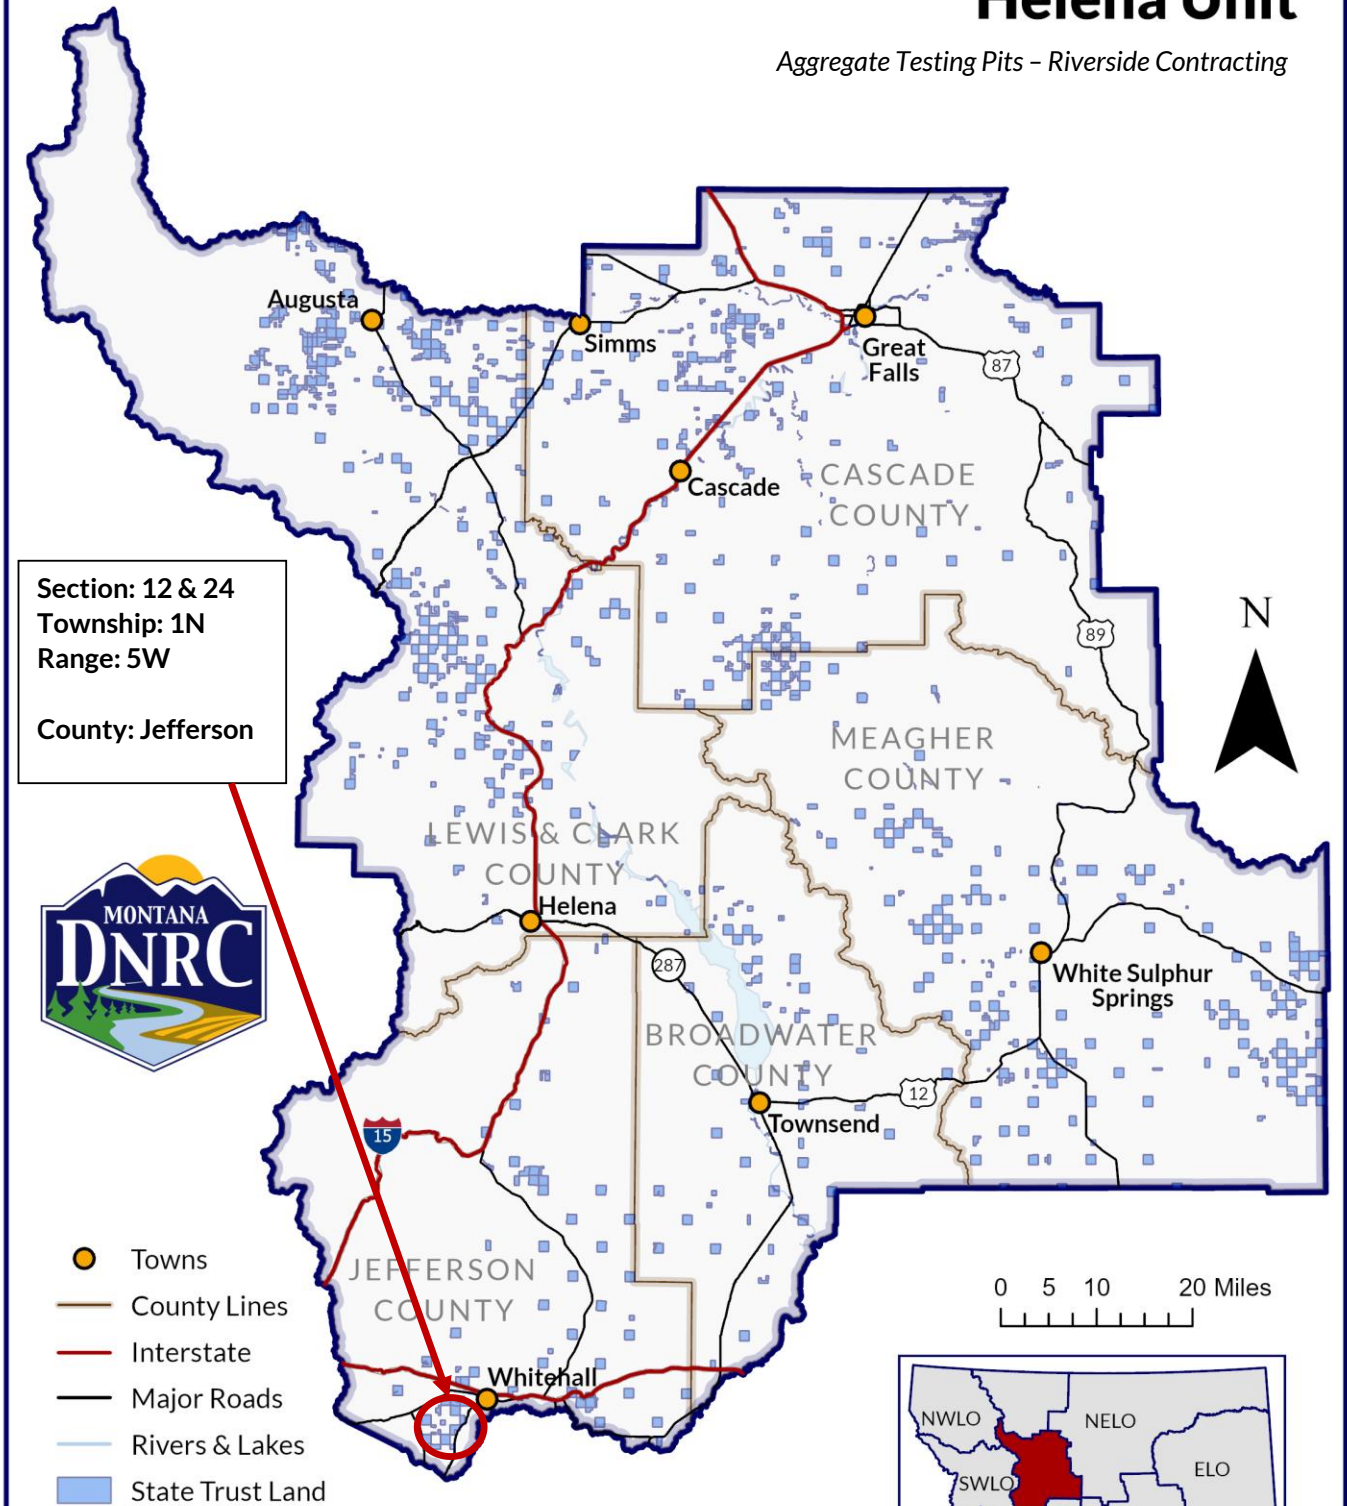 Helena Unit
Aggregate Testing Pits – Riverside Contracting
Augusta
Simms
Great
Falls
87
Cascade
CASCADE
COUNTY
Section: 12 & 24
Township: 1N
Range: 5W
County: Jefferson
N
89
MEAGHER
COUNTY
LEWIS & CLARK
COUNTY
Helena
MONTANA
DNRC
287
White Sulphur
Springs
BROADWATER
COUNTY
12
Townsend
15
JEFFERSON
COUNTY
Whitehall
Towns
County Lines
Interstate
Major Roads
Rivers & Lakes
State Trust Land
0 5 10 20 Miles
NWLO
NELO
SWLO
ELO